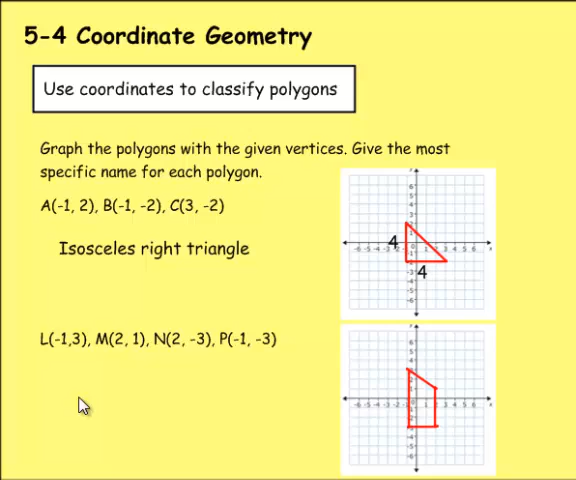 5-4 Coordinate Geometry
Use coordinates to classify polygons
Graph the polygons with the given vertices. Give the most
specific name for each polygon.
A(-1, 2), B(-1, -2), C(3, -2)
Isosceles right triangle
4
4
L(-1,3), M(2, 1), N(2, -3), P(-1, -3)